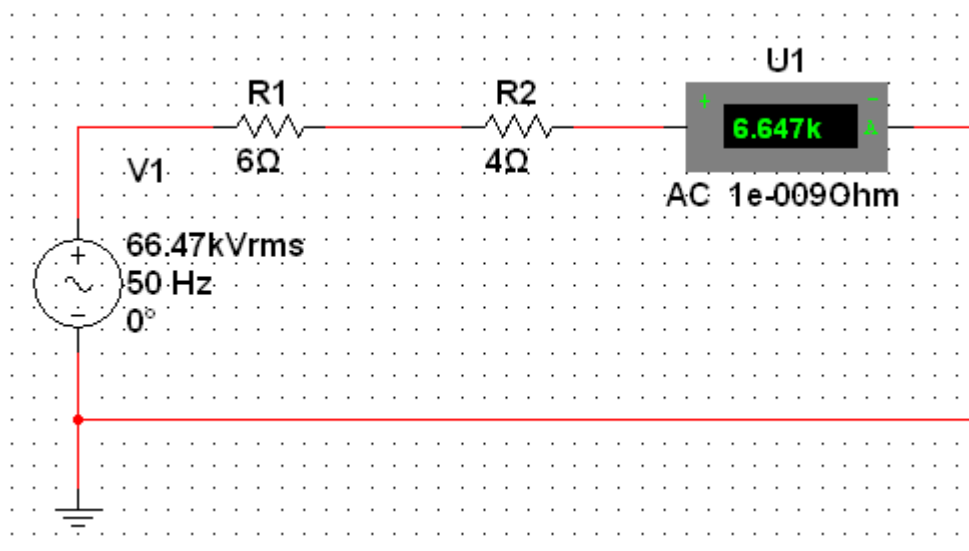 U1
R1
R2
+
-
6.647k
A
6Ω
4Ω
V1
AC 1e-009Ohm
+
66.47kVrms
50 Hz
-
0°